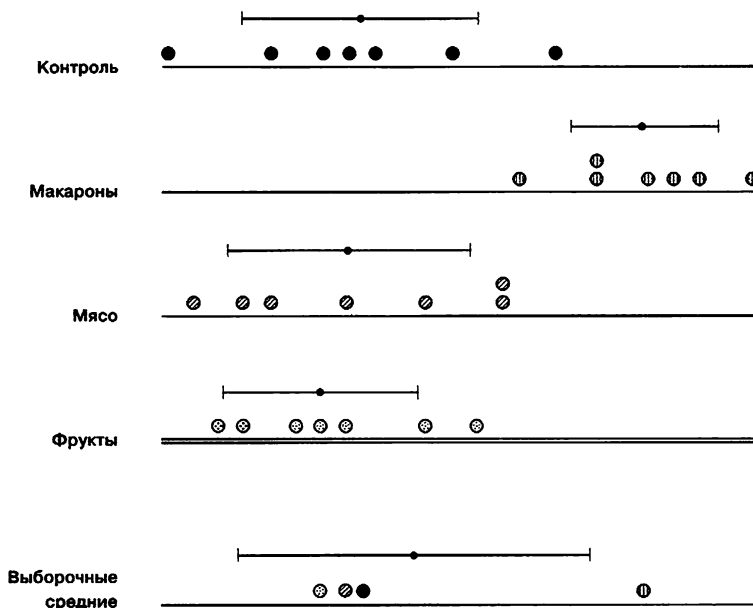 Контроль
Макароны
Мясо
Фрукты
Выборочные
средние